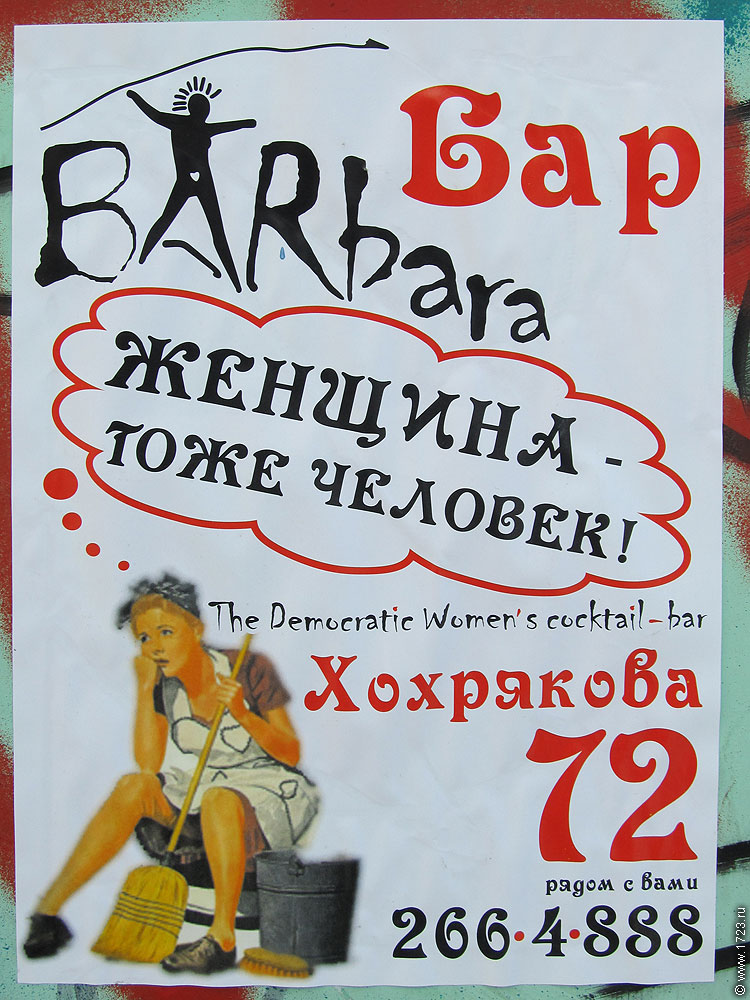 Бар
BARbara
ЖЕНЩИНА -
ТОЖЕ ЧЕЛОВЕК!
The Democratic Women's cocktail-bar
Хохрякова
72
рядом с вами
266·4·888
© www.1723.ru